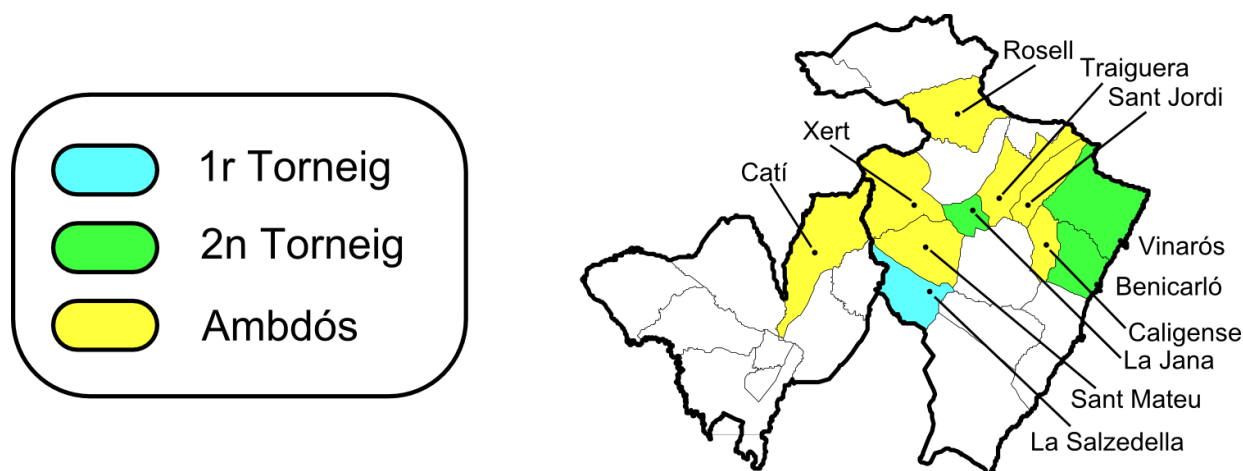 1r Torneig
2n Torneig
Ambdós
Rosell
Traiguera
Sant Jordi
Xert
Catí
Vinarós
Benicarló
Caligense
La Jana
Sant Mateu
La Salzedella